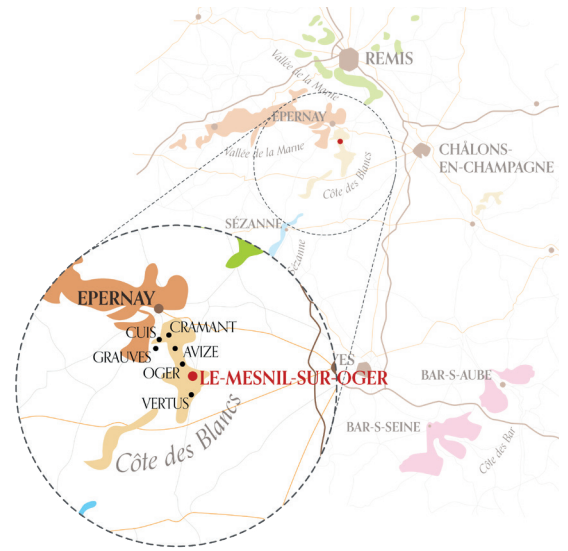 REMIS
Vallée de la Marne
EPERNAY
Vallée de la Marne
CHÂLONS-
EN-CHAMPAGNE
Côte des Blancs
SÉZANNE
Sézanne
EPERNAY
CUIS
CRAMANT
GRAUVES
AVIZE
OGER
LE-MESNIL-SUR-OGER
VERTUS
Côte des Blancs
YES
BAR-S-AUBE
BAR-S-SEINE
Côte des Bar